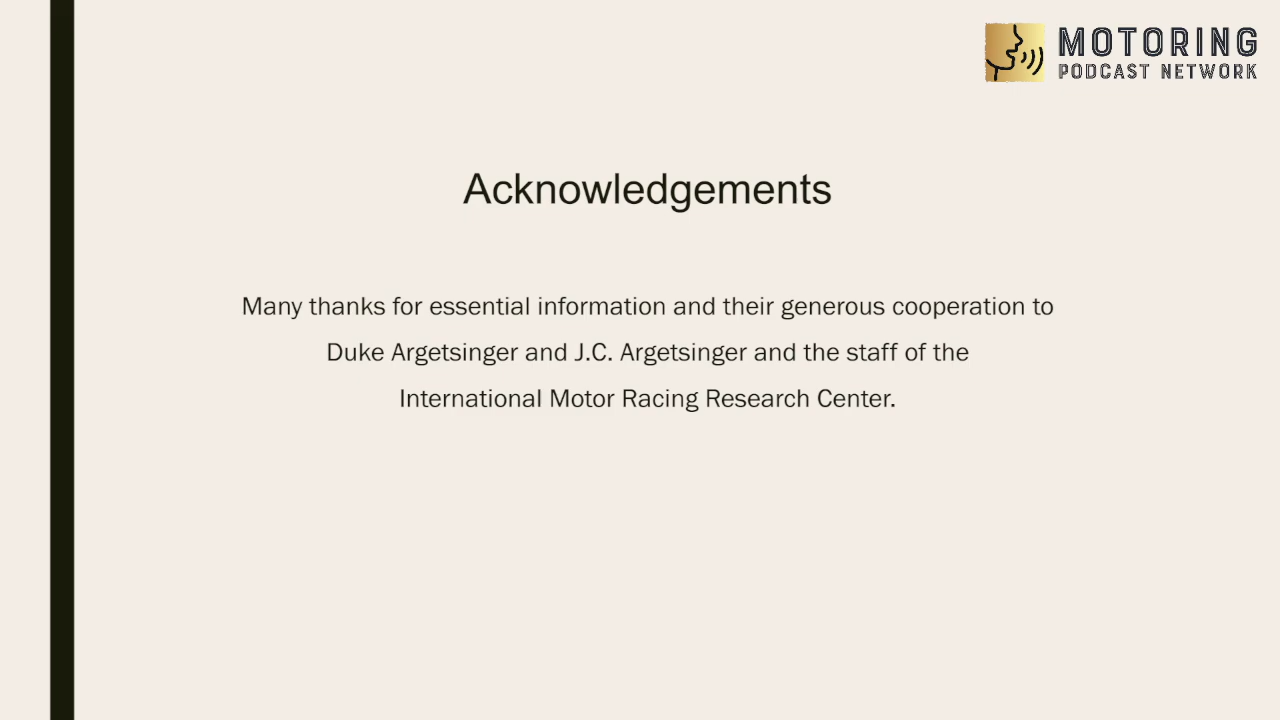 MOTORING
PODCAST NETWORK
Acknowledgements
Many thanks for essential information and their generous cooperation to
Duke Argetsinger and J.C. Argetsinger and the staff of the
International Motor Racing Research Center.